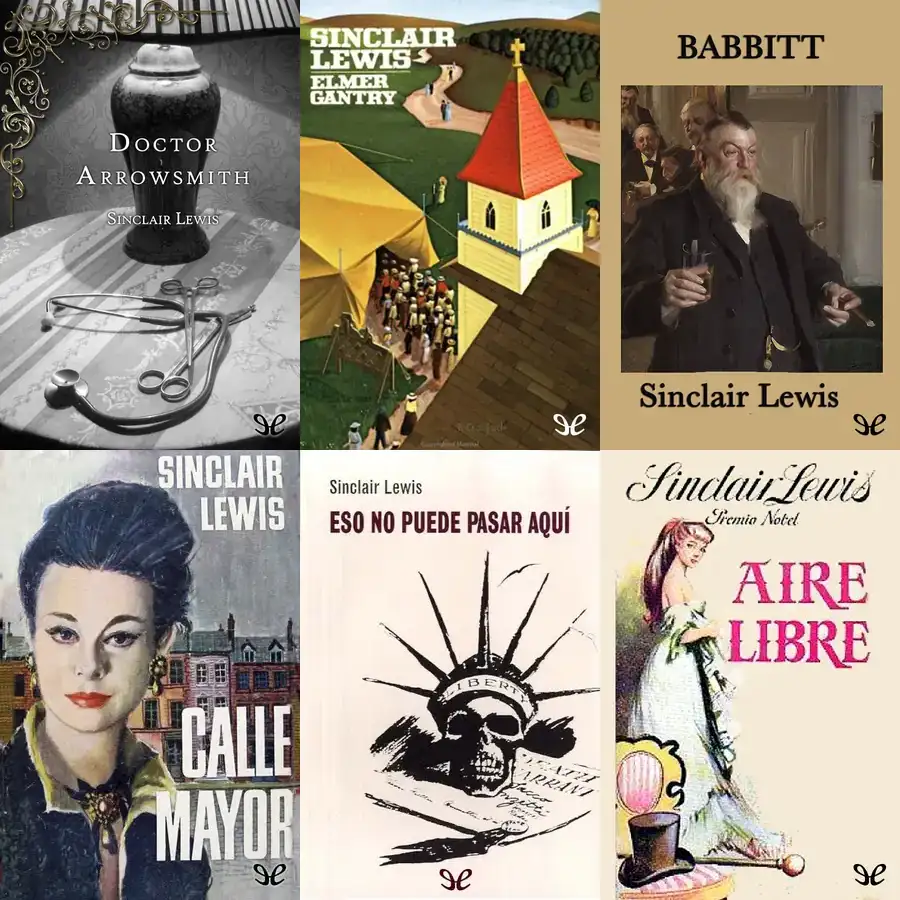 DOCTOR
ARROWSMITH
SINCLAIR LEWIS
SINCLAIR
LEWIS
ELMER
GANTRY
BABBITT
Sinclair Lewis
SINCLAIR
LEWIS
CALLE
MAYOR
Sinclair Lewis
ESO NO PUEDE PASAR AQUÍ
LIBERTY
Sinclair Lewis
Premio Nobel
AIRE
LIBRE